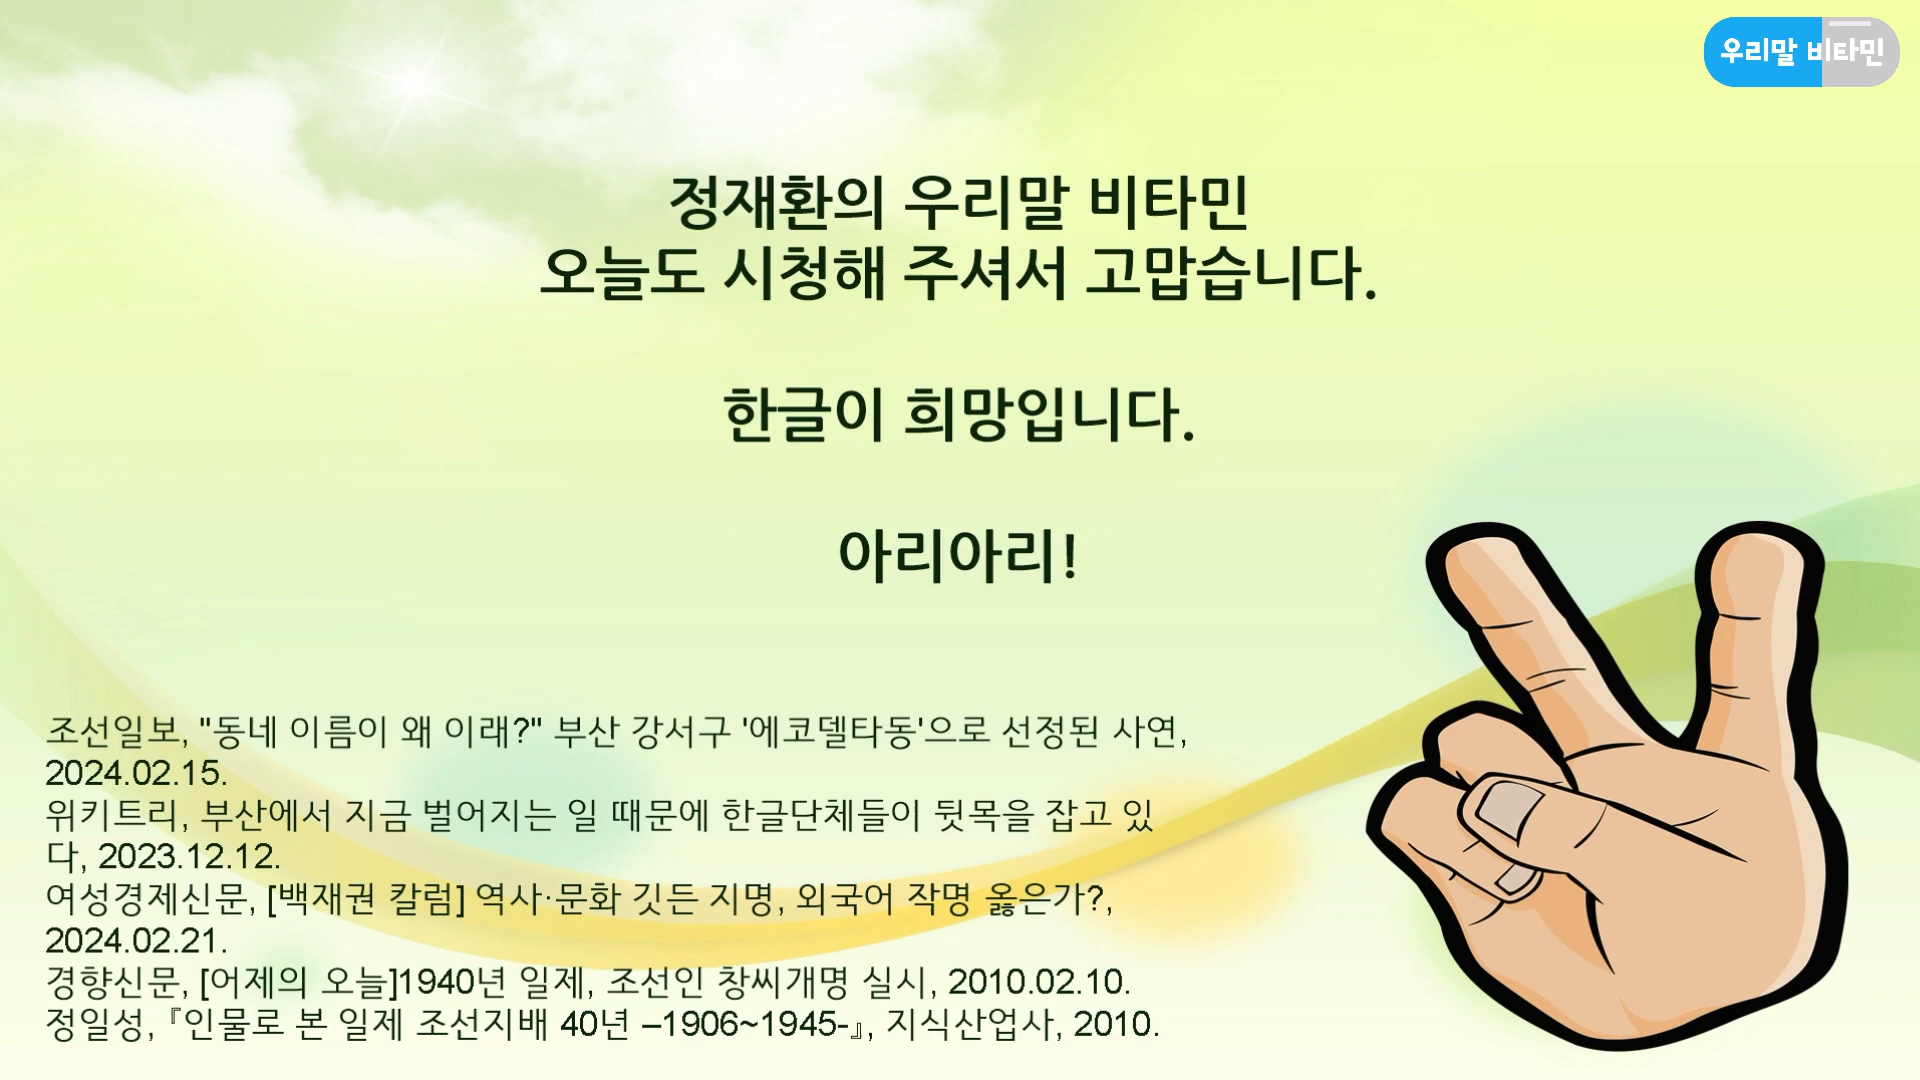 우리말 비타민
정재환의 우리말 비타민
오늘도 시청해 주셔서 고맙습니다.
한글이 희망입니다.
아리아리!
조선일보, "동네 이름이 왜 이래?" 부산 강서구 '에코델타동'으로 선정된 사연,
2024.02.15.
위키트리, 부산에서 지금 벌어지는 일 때문에 한글단체들이 뒷목을 잡고 있
다, 2023.12.12.
여성경제신문, [백재권 칼럼] 역사·문화 깃든 지명, 외국어 작명 옳은가?,
2024.02.21.
경향신문, [어제의 오늘]1940년 일제, 조선인 창씨개명 실시, 2010.02.10.
정일성, 『인물로 본 일제 조선지배 40년 –1906~1945-』, 지식산업사, 2010.